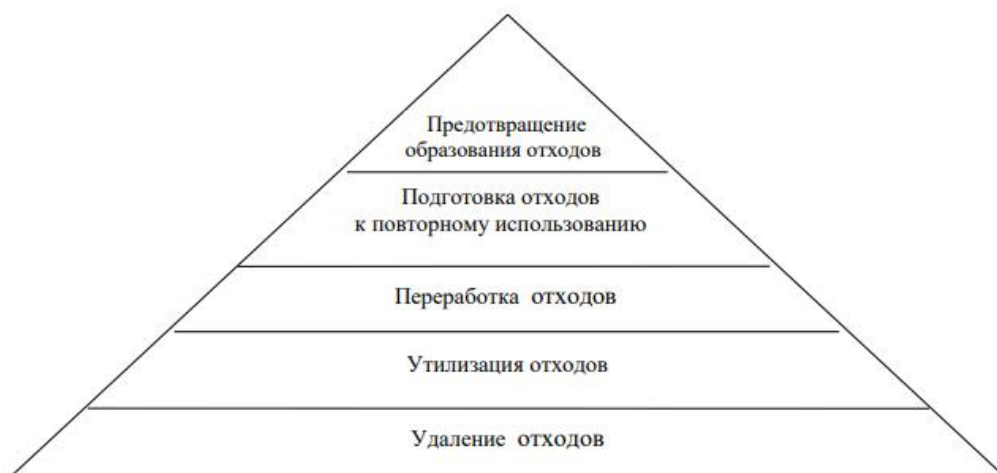 Предотвращение
образования отходов
Подготовка отходов
к повторному использованию
Переработка отходов
Утилизация отходов
Удаление отходов